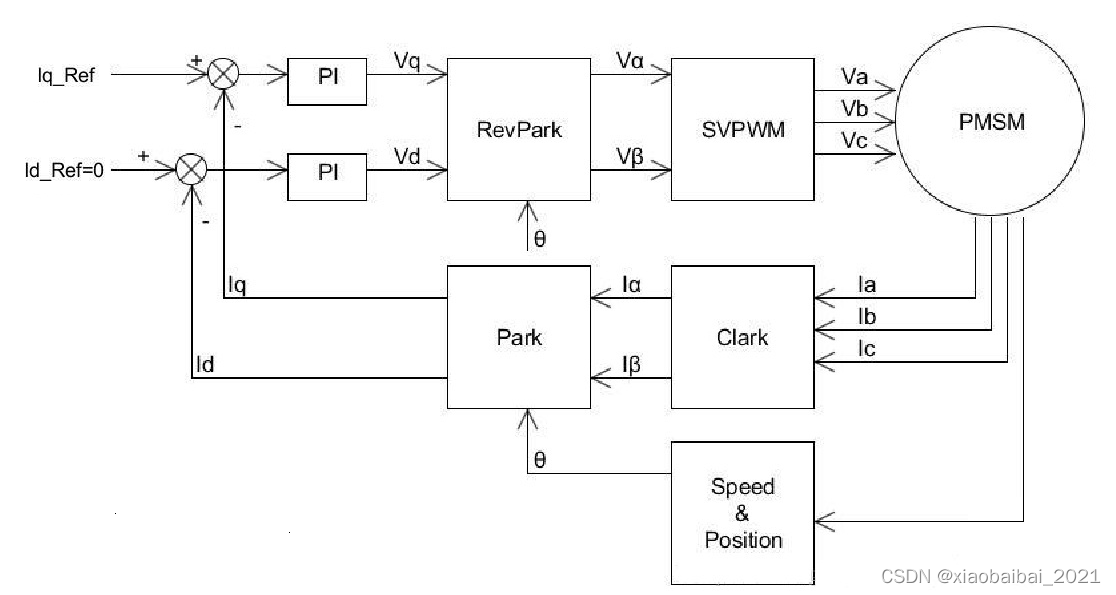 Iq_Ref
+
-
PI
Vq
RevPark
Vα
SVPWM
Va
Vb
Vc
PMSM
Id_Ref=0
+
-
PI
Vd
Vβ
θ
Iq
Id
Park
Iα
Iβ
Clark
Ia
Ib
Ic
θ
Speed
&
Position
CSDN @xiaobaibai_2021